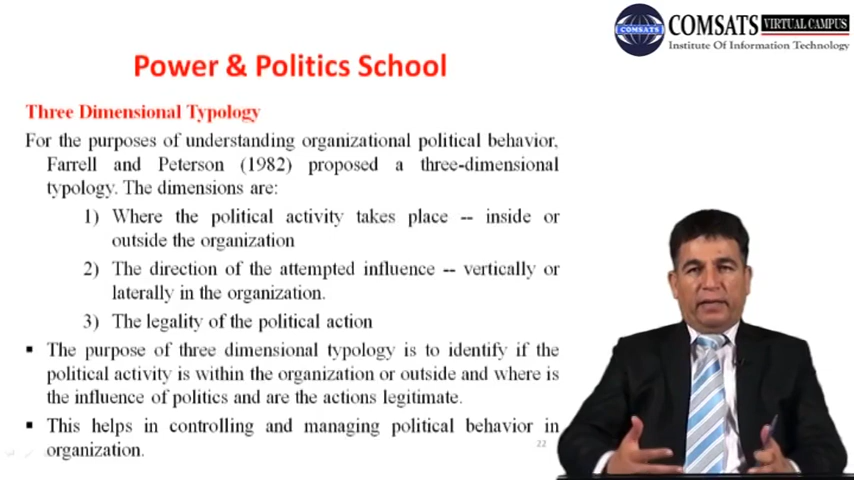 COMSATS
COMSATS VIRTUAL CAMPUS
Institute Of Information Technology
Power & Politics School
Three Dimensional Typology
For the purposes of understanding organizational political behavior,
Farrell and Peterson (1982) proposed a three-dimensional
typology. The dimensions are:
1) Where the political activity takes place -- inside or
outside the organization
2) The direction of the attempted influence -- vertically or
laterally in the organization.
3) The legality of the political action
▪ The purpose of three dimensional typology is to identify if the
political activity is within the organization or outside and where is
the influence of politics and are the actions legitimate.
▪ This helps in controlling and managing political behavior in
organization.
22